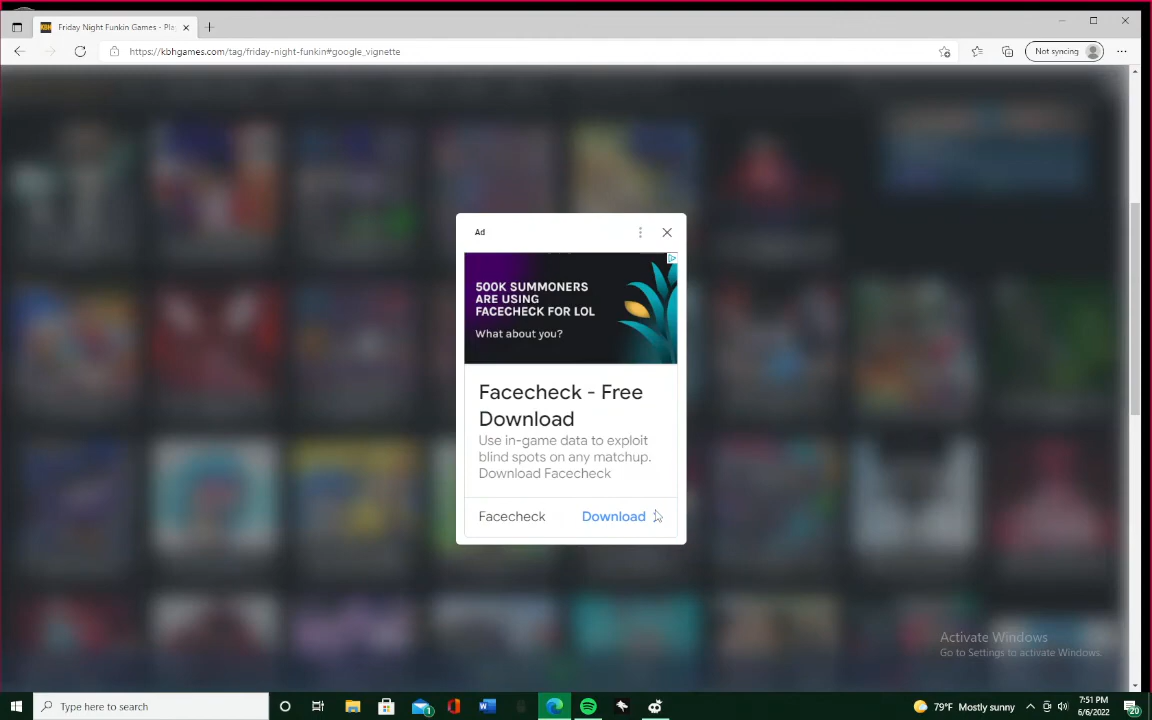 KBH
Friday Night Funkin Games - Pla
https://kbhgames.com/tag/friday-night-funkin#google_vignette
Not syncing
Ad
500K SUMMONERS
ARE USING
FACECHECK FOR LOL
What about you?
Facecheck - Free
Download
Use in-game data to exploit
blind spots on any matchup.
Download Facecheck
Facecheck
Download
Activate Windows
Go to Settings to activate Windows.
Type here to search
79°F Mostly sunny
7:51 PM
6/6/2022
20